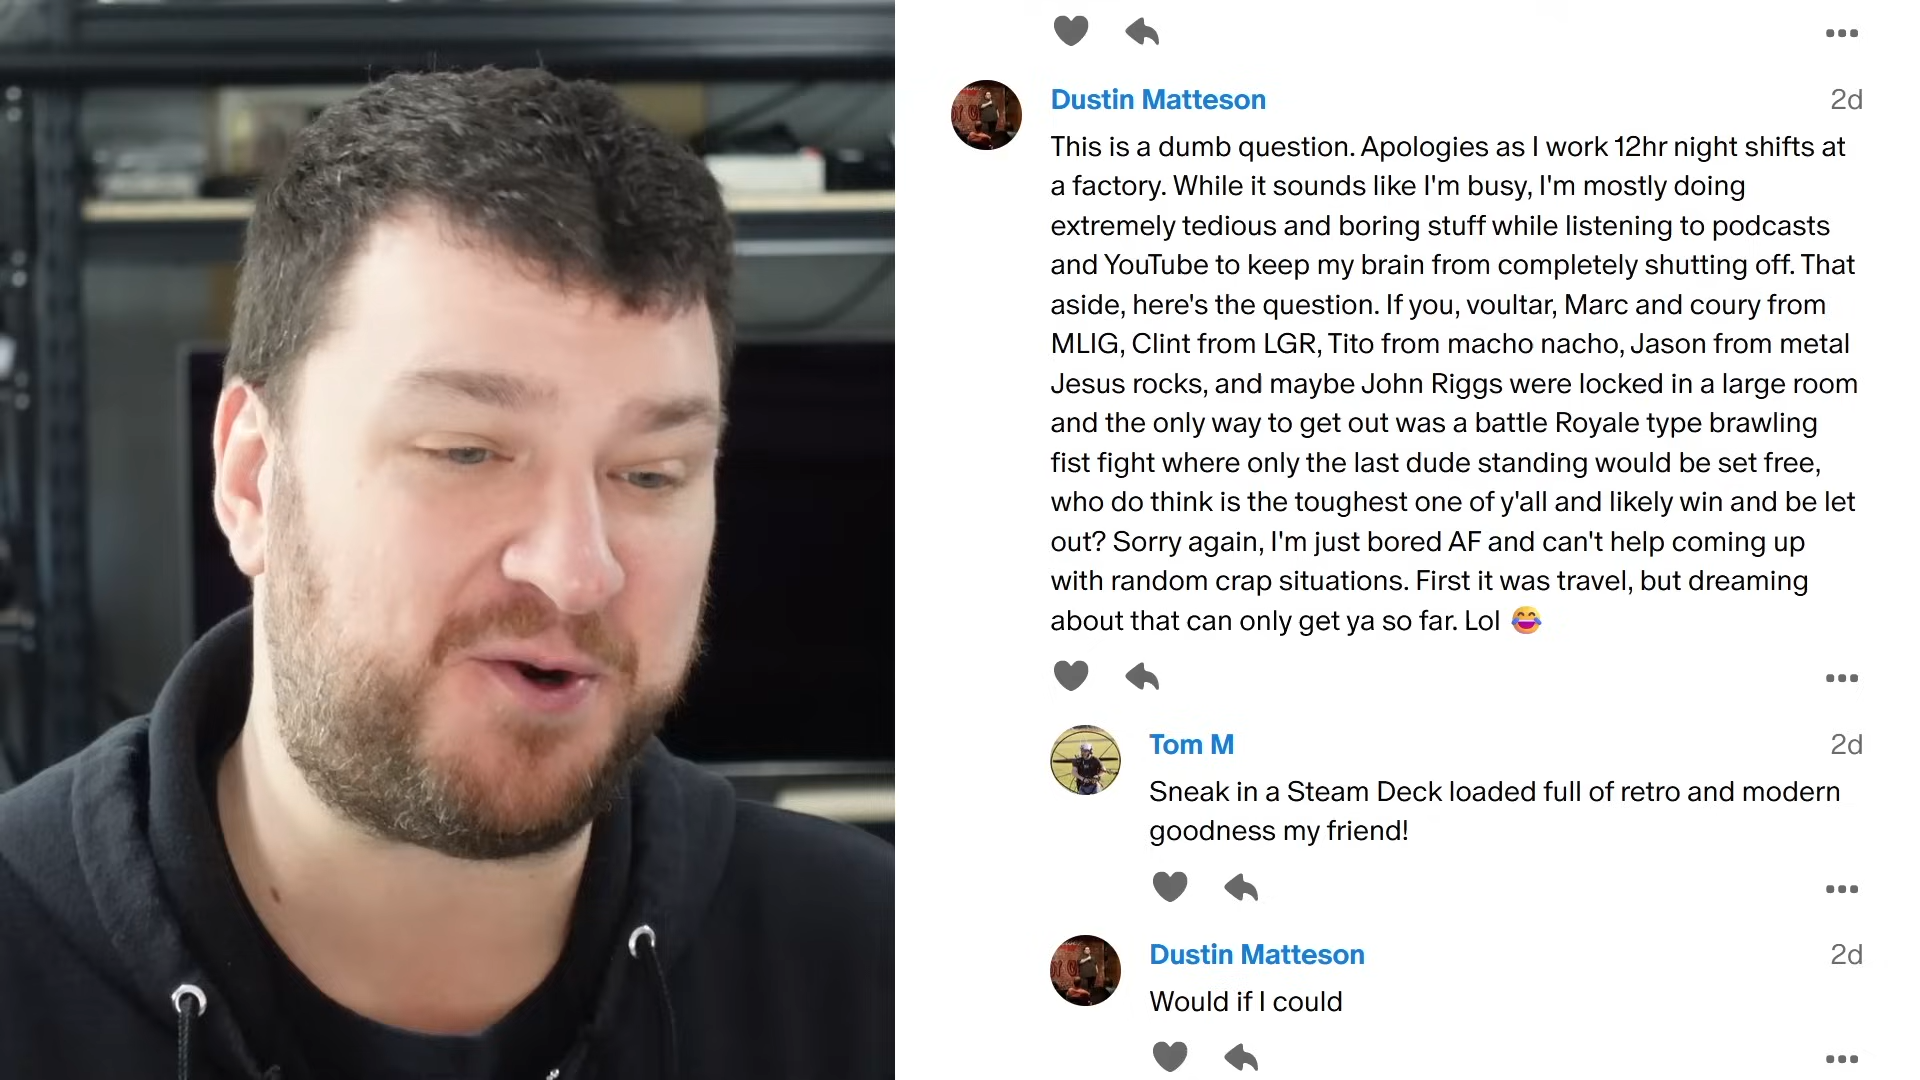 Dustin Matteson
2d
This is a dumb question. Apologies as I work 12hr night shifts at
a factory. While it sounds like I'm busy, I'm mostly doing
extremely tedious and boring stuff while listening to podcasts
and YouTube to keep my brain from completely shutting off. That
aside, here's the question. If you, voultar, Marc and coury from
MLIG, Clint from LGR, Tito from macho nacho, Jason from metal
Jesus rocks, and maybe John Riggs were locked in a large room
and the only way to get out was a battle Royale type brawling
fist fight where only the last dude standing would be set free,
who do think is the toughest one of y'all and likely win and be let
out? Sorry again, I'm just bored AF and can't help coming up
with random crap situations. First it was travel, but dreaming
about that can only get ya so far. Lol 😂
Tom M
2d
Sneak in a Steam Deck loaded full of retro and modern
goodness my friend!
Dustin Matteson
2d
Would if I could